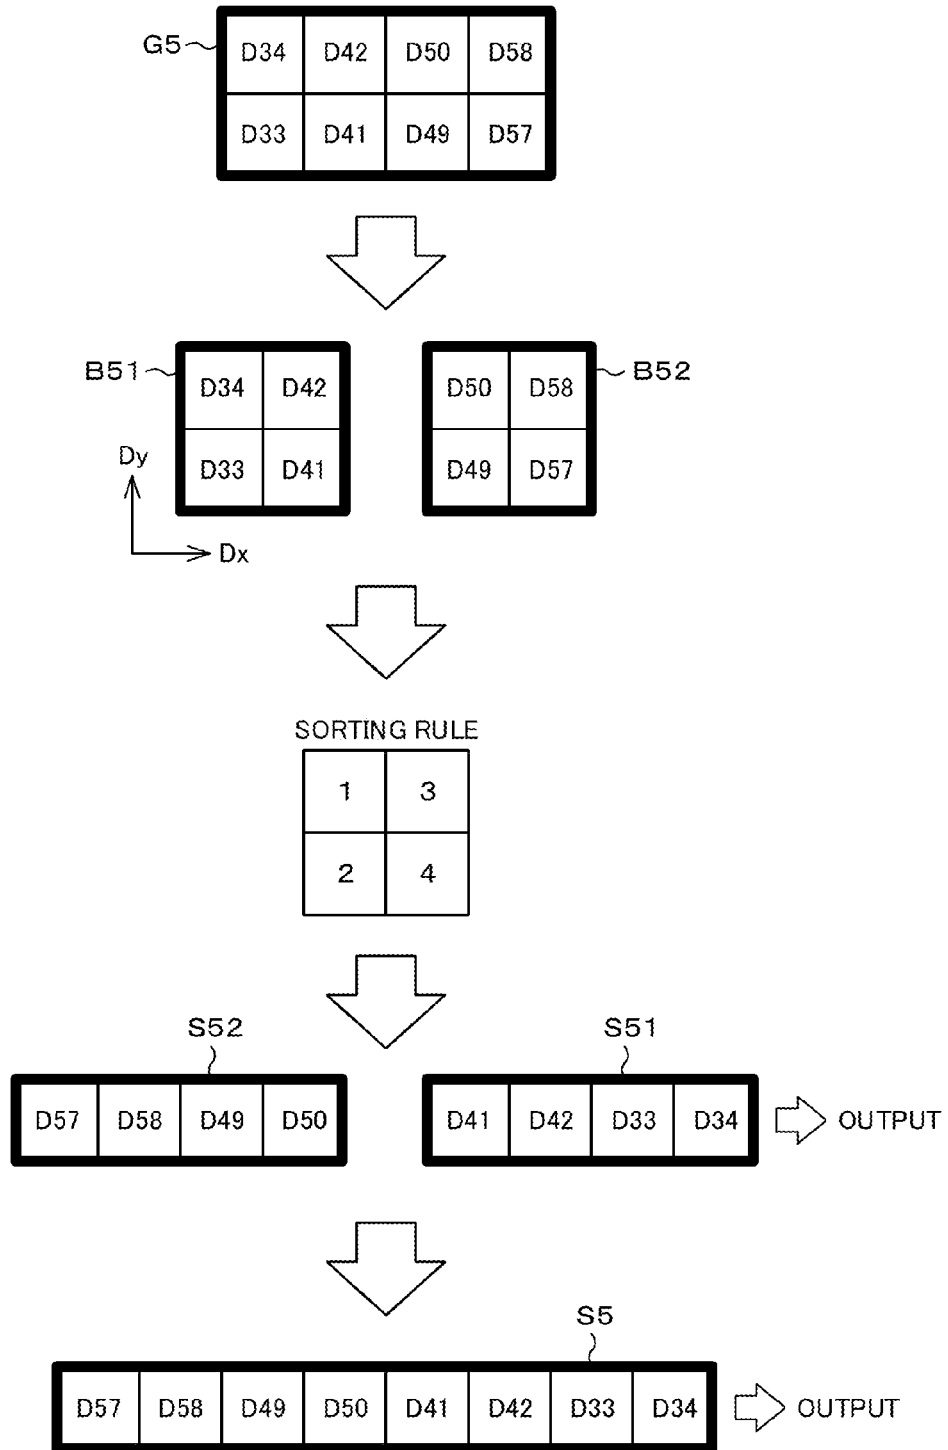 G5
D34 D42 D50 D58
D33 D41 D49 D57
B51
D34 D42
D33 D41
B52
D50 D58
D49 D57
Dy
Dx
SORTING RULE
1 3
2 4
S52
S51
D57 D58 D49 D50
D41 D42 D33 D34
OUTPUT
S5
D57 D58 D49 D50 D41 D42 D33 D34
OUTPUT